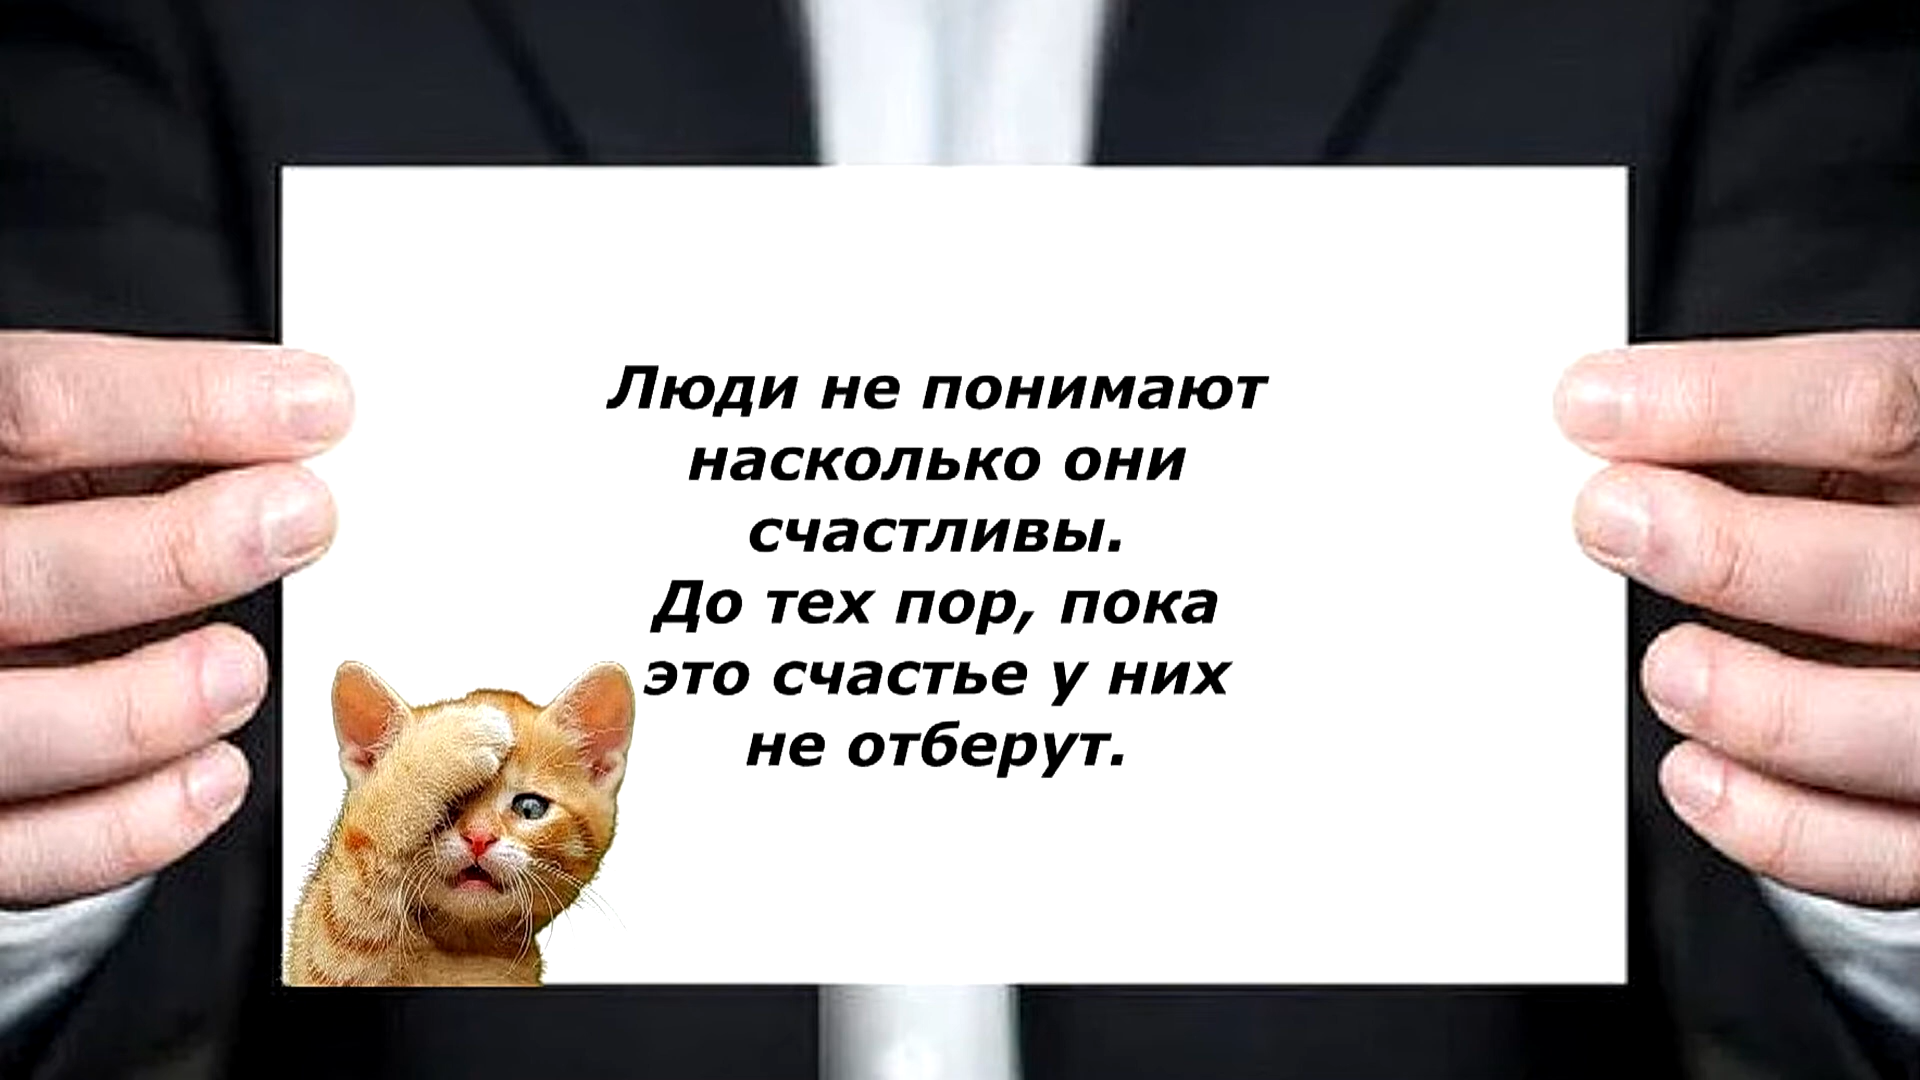 Люди не понимают
насколько они
счастливы.
До тех пор, пока
это счастье у них
не отберут.